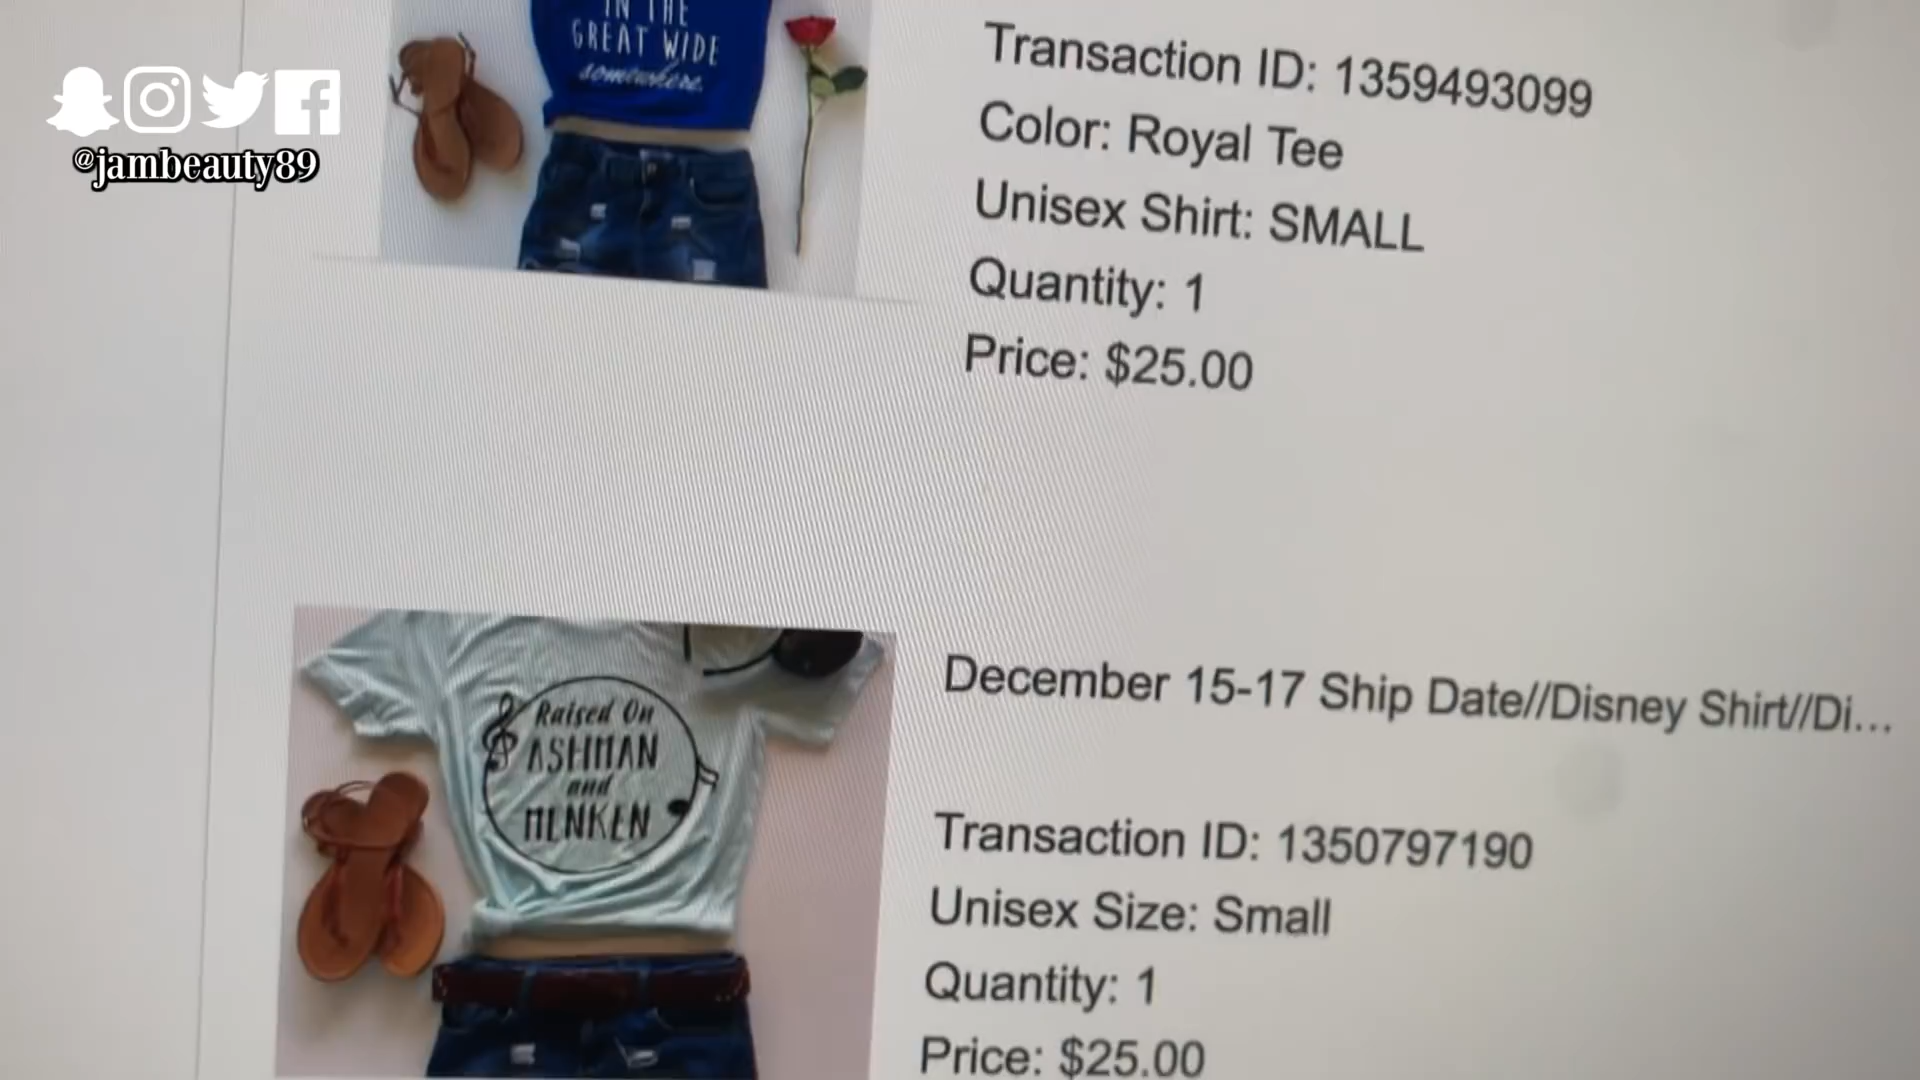 IN THE
GREAT WIDE
somewhere.
Transaction ID: 1359493099
Color: Royal Tee
Unisex Shirt: SMALL
Quantity: 1
Price: $25.00
@jambeauty89
Raised On
ASHMAN
and
MENKEN
December 15-17 Ship Date//Disney Shirt//Di...
Transaction ID: 1350797190
Unisex Size: Small
Quantity: 1
Price: $25.00